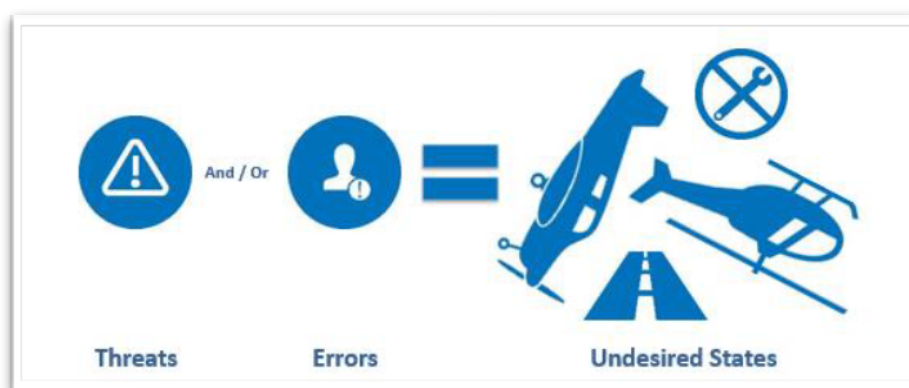 And / Or
Threats
Errors
Undesired States